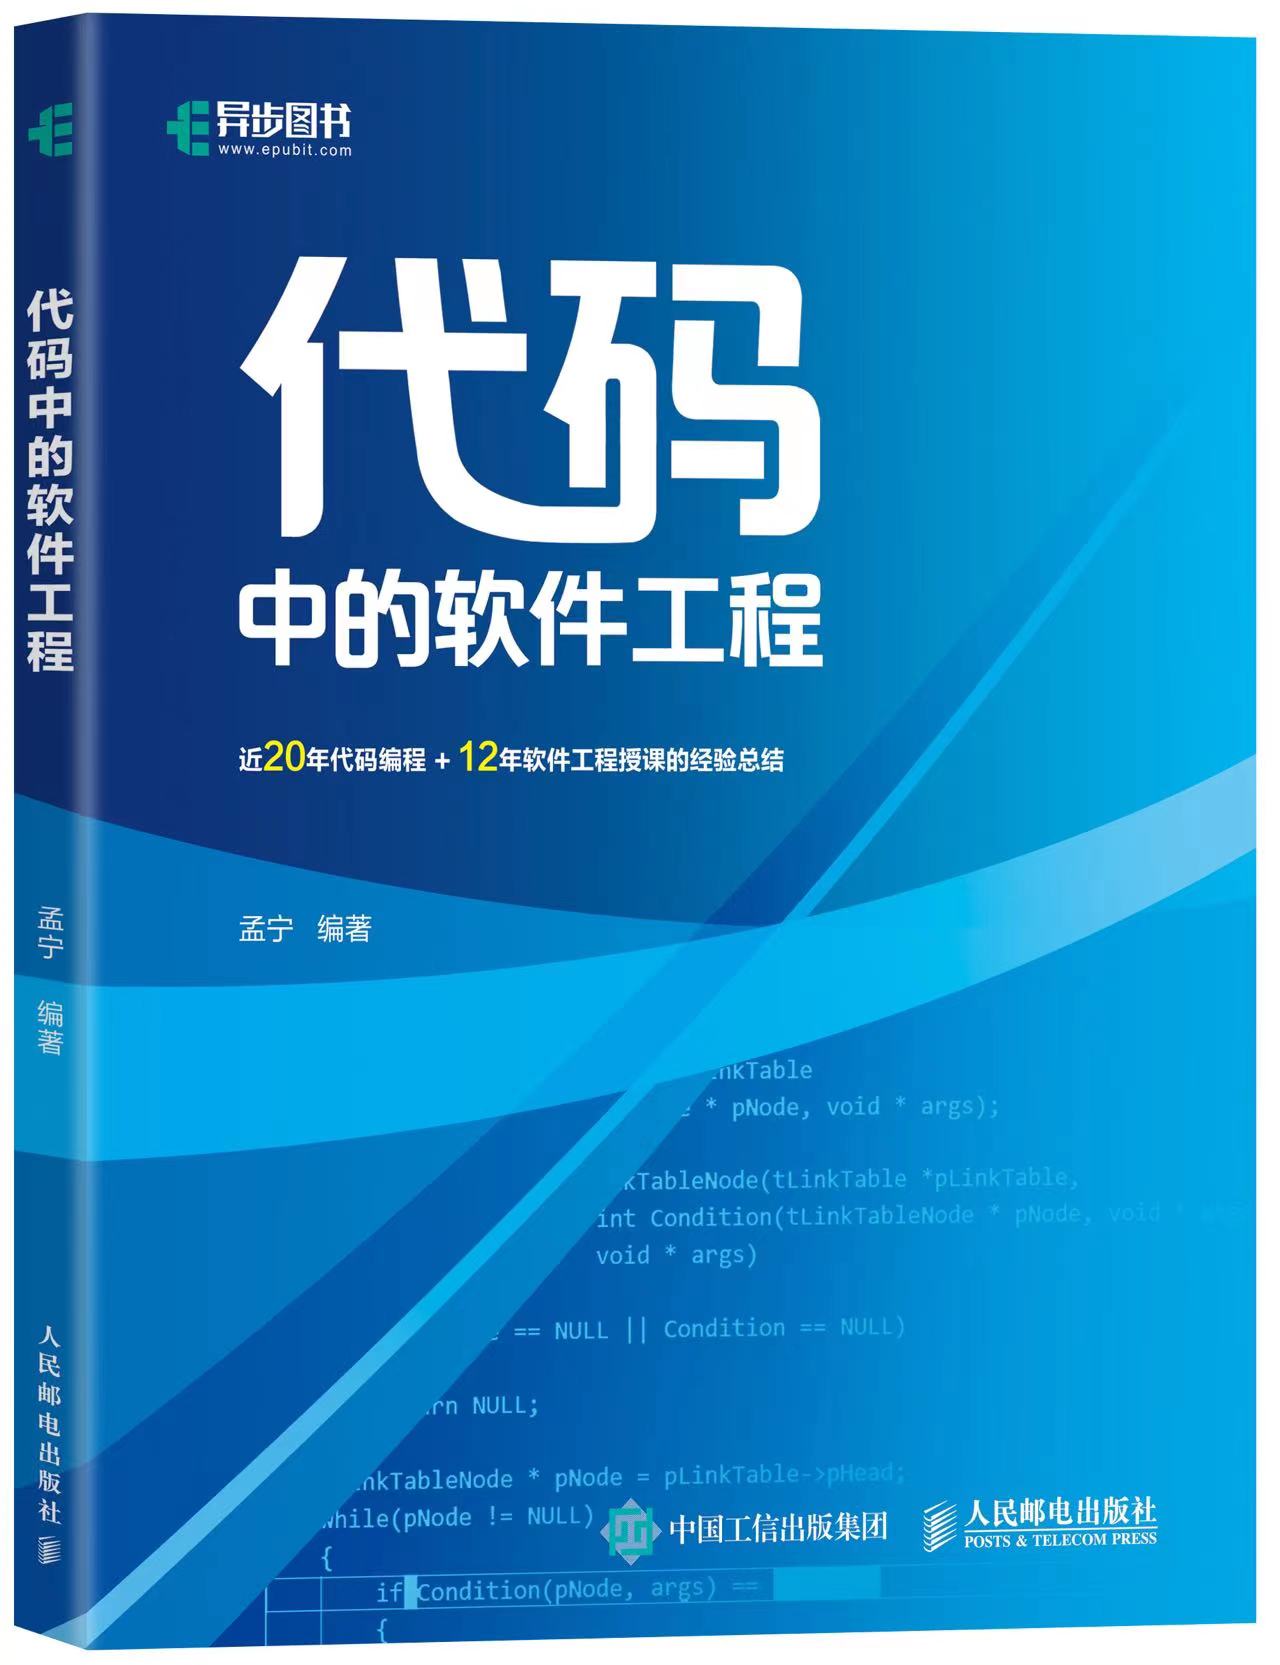 异步图书
www.epubit.com
代码
中的软件工程
近20年代码编程 + 12年软件工程授课的经验总结
孟宁 编著
nkTable
* pNode, void * args);
kTableNode(tLinkTable *pLinkTable,
int Condition(tLinkTableNode * pNode, void *
void * args)
== NULL || Condition == NULL)
rn NULL;
nkTableNode * pNode = pLinkTable->pHead;
while(pNode != NULL)
{
if Condition(pNode, args) ==
{
中国工信出版集团
人民邮电出版社
POSTS & TELECOM PRESS
代码中的软件工程
孟宁 编著
人民邮电出版社